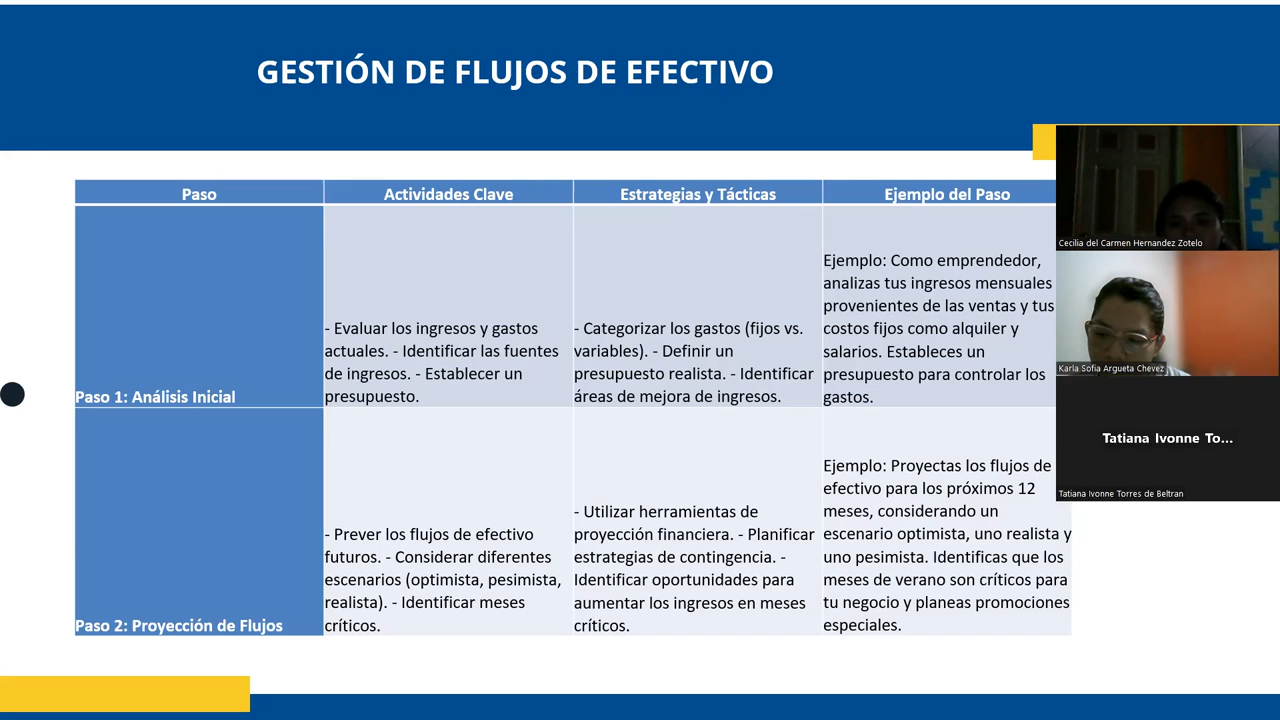 GESTIÓN DE FLUJOS DE EFECTIVO
Paso
Actividades Clave
Estrategias y Tácticas
Ejemplo del Paso
Paso 1: Análisis Inicial
- Evaluar los ingresos y gastos
actuales. - Identificar las fuentes
de ingresos. - Establecer un
presupuesto.
- Categorizar los gastos (fijos vs.
variables). - Definir un
presupuesto realista. - Identificar
áreas de mejora de ingresos.
Ejemplo: Como emprendedor,
analizas tus ingresos mensuales
provenientes de las ventas y tus
costos fijos como alquiler y
salarios. Estableces un
presupuesto para controlar los
gastos.
Paso 2: Proyección de Flujos
- Prever los flujos de efectivo
futuros. - Considerar diferentes
escenarios (optimista, pesimista,
realista). - Identificar meses
críticos.
- Utilizar herramientas de
proyección financiera. - Planificar
estrategias de contingencia. -
Identificar oportunidades para
aumentar los ingresos en meses
críticos.
Ejemplo: Proyectas los flujos de
efectivo para los próximos 12
meses, considerando un
escenario optimista, uno realista y
uno pesimista. Identificas que los
meses de verano son críticos para
tu negocio y planeas promociones
especiales.
Cecilia del Carmen Hernandez Zotelo
Karla Sofia Argueta Chevez
Tatiana Ivonne To...
Tatiana Ivonne Torres de Beltran